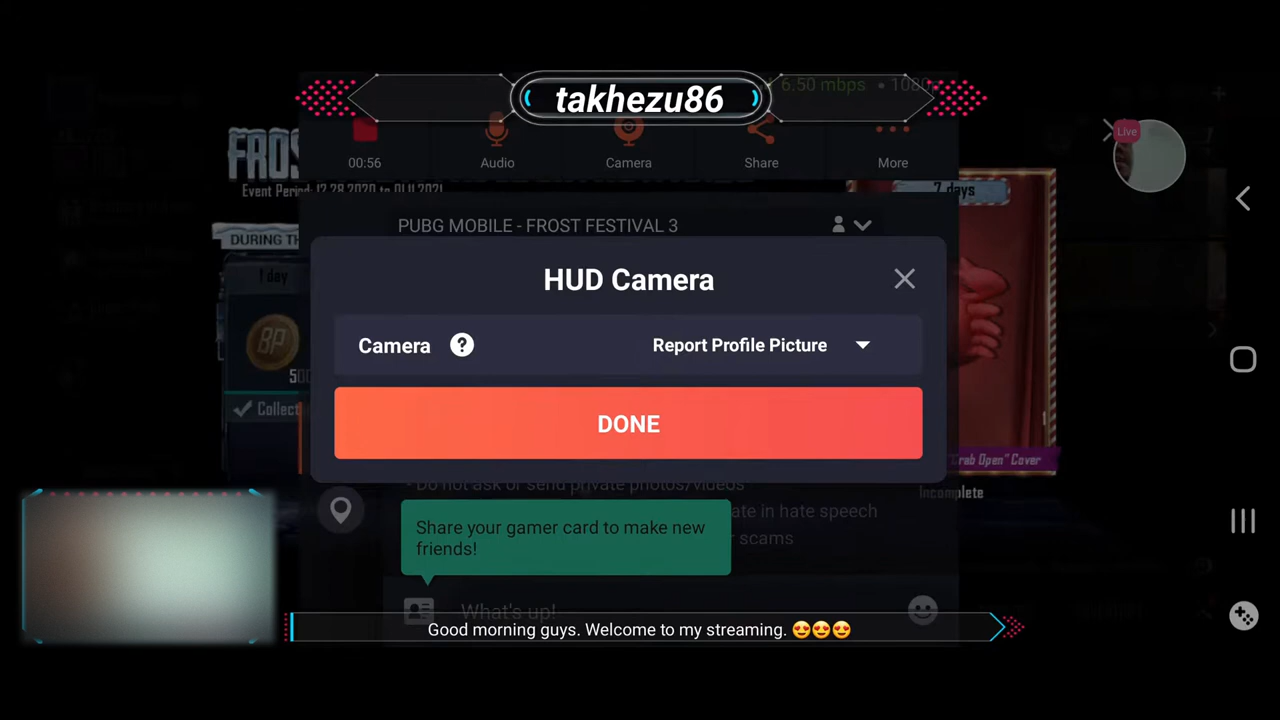 takhezu86
6.50 mbps • 1080p
Live
00:56
Audio
Camera
Share
More
FROS
Event Period: 12.28.2020 to 01.11.2021
7 days
PUBG MOBILE - FROST FESTIVAL 3
DURING TH
1 day
HUD Camera
Camera ?
Report Profile Picture
BP
500
DONE
Collect
"Crab Open" Cover
Incomplete
- Do not ask or send private photos/videos
ate in hate speech
scams
Share your gamer card to make new
friends!
What's up!
Good morning guys. Welcome to my streaming. 😍😍😍